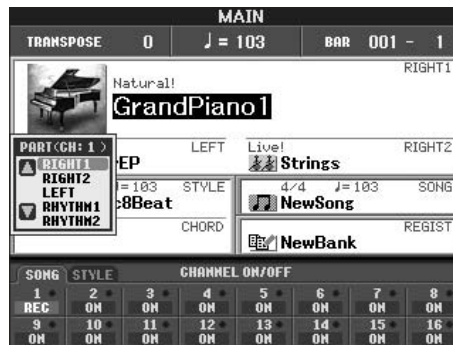 MAIN
TRANSPOSE 0 ♩= 103 BAR 001 - 1
RIGHT1
Natural!
GrandPiano1
PART(CH: 1 )
RIGHT1
RIGHT2
LEFT
RHYTHM1
RHYTHM2
LEFT
EP
Live! RIGHT2
Strings
= 103 STYLE
c8Beat
4/4 ♩= 103 SONG
NewSong
CHORD
REGIST
NewBank
SONG STYLE CHANNEL ON/OFF
1 2 3 4 5 6 7 8
REC ON ON ON ON ON ON ON
9 10 11 12 13 14 15 16
ON ON ON ON ON ON ON ON